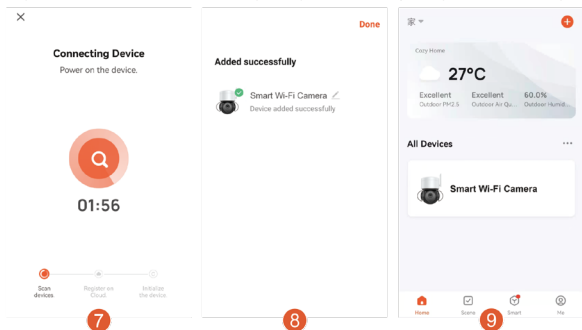 Connecting Device
Power on the device.
01:56
Scan devices
Register on Cloud
Initialize the device
7
Done
Added successfully
Smart Wi-Fi Camera
Device added successfully
8
家
Cozy Home
27°C
Excellent
Outdoor PM2.5
Excellent
Outdoor Air Qu...
60.0%
Outdoor Humid...
All Devices
Smart Wi-Fi Camera
Home
Scene
Smart
Me
9